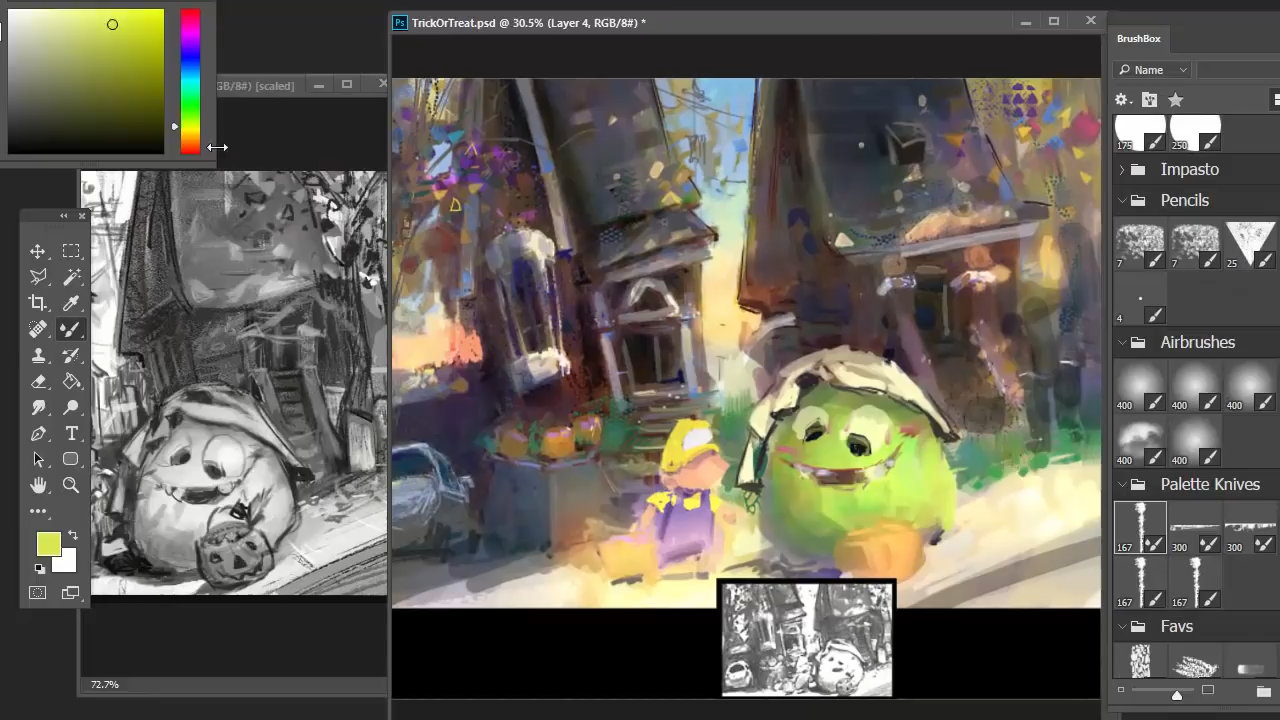 TrickOrTreat.psd @ 30.5% (Layer 4, RGB/8#) *
GB/8#) [scaled]
BrushBox
Name
175
250
Impasto
Pencils
7
7
25
4
Airbrushes
400
400
400
400
400
Palette Knives
167
300
300
167
167
Favs
Ps
T
72.7%